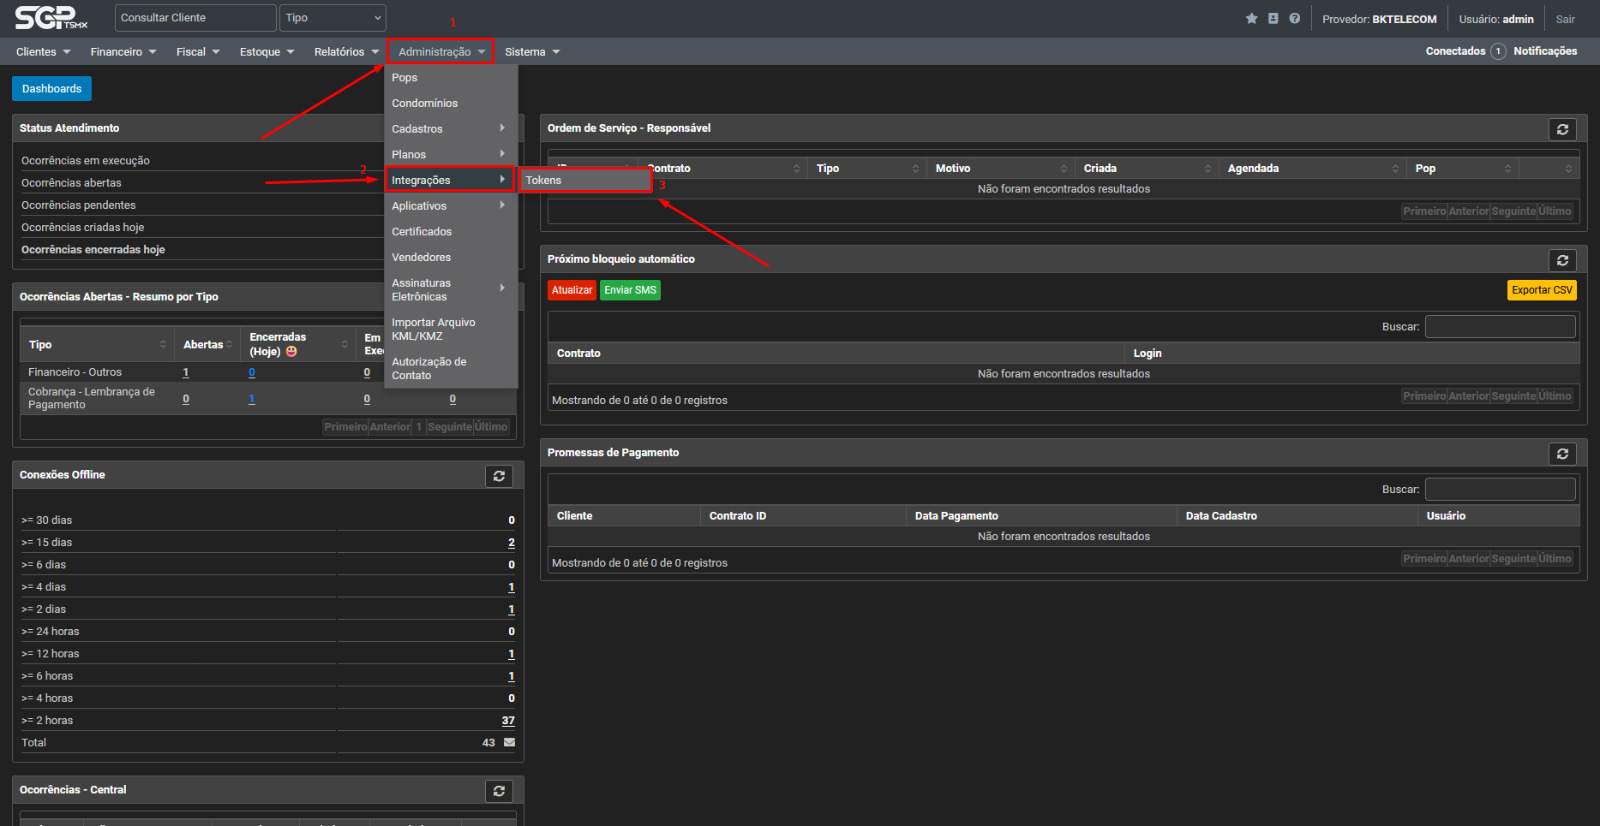 SGP TSMX
Consultar Cliente
Tipo
1
Provedor: BKTELECOM
Usuário: admin
Sair
Clientes
Financeiro
Fiscal
Estoque
Relatórios
Administração
Sistema
Conectados 1 Notificações
Dashboards
Pops
Condomínios
Cadastros
Planos
2
Integrações
Tokens
3
Aplicativos
Certificados
Vendedores
Assinaturas
Eletrônicas
Importar Arquivo
KML/KMZ
Autorização de
Contato
Status Atendimento
Ocorrências em execução
Ocorrências abertas
Ocorrências pendentes
Ocorrências criadas hoje
Ocorrências encerradas hoje
Ocorrências Abertas - Resumo por Tipo
Tipo Abertas Encerradas (Hoje) Em
Financeiro - Outros 1 0 0
Cobrança - Lembrança de
Pagamento 0 1 0 0
Primeiro Anterior 1 Seguinte Último
Conexões Offline
>= 30 dias 0
>= 15 dias 2
>= 6 dias 0
>= 4 dias 1
>= 2 dias 1
>= 24 horas 0
>= 12 horas 1
>= 6 horas 1
>= 4 horas 0
>= 2 horas 37
Total 43
Ocorrências - Central
Ordem de Serviço - Responsável
Contrato Tipo Motivo Criada Agendada Pop
Não foram encontrados resultados
Primeiro Anterior Seguinte Último
Próximo bloqueio automático
Atualizar Enviar SMS Exportar CSV
Buscar:
Contrato Login
Não foram encontrados resultados
Mostrando de 0 até 0 de 0 registros
Primeiro Anterior Seguinte Último
Promessas de Pagamento
Buscar:
Cliente Contrato ID Data Pagamento Data Cadastro Usuário
Não foram encontrados resultados
Mostrando de 0 até 0 de 0 registros
Primeiro Anterior Seguinte Último